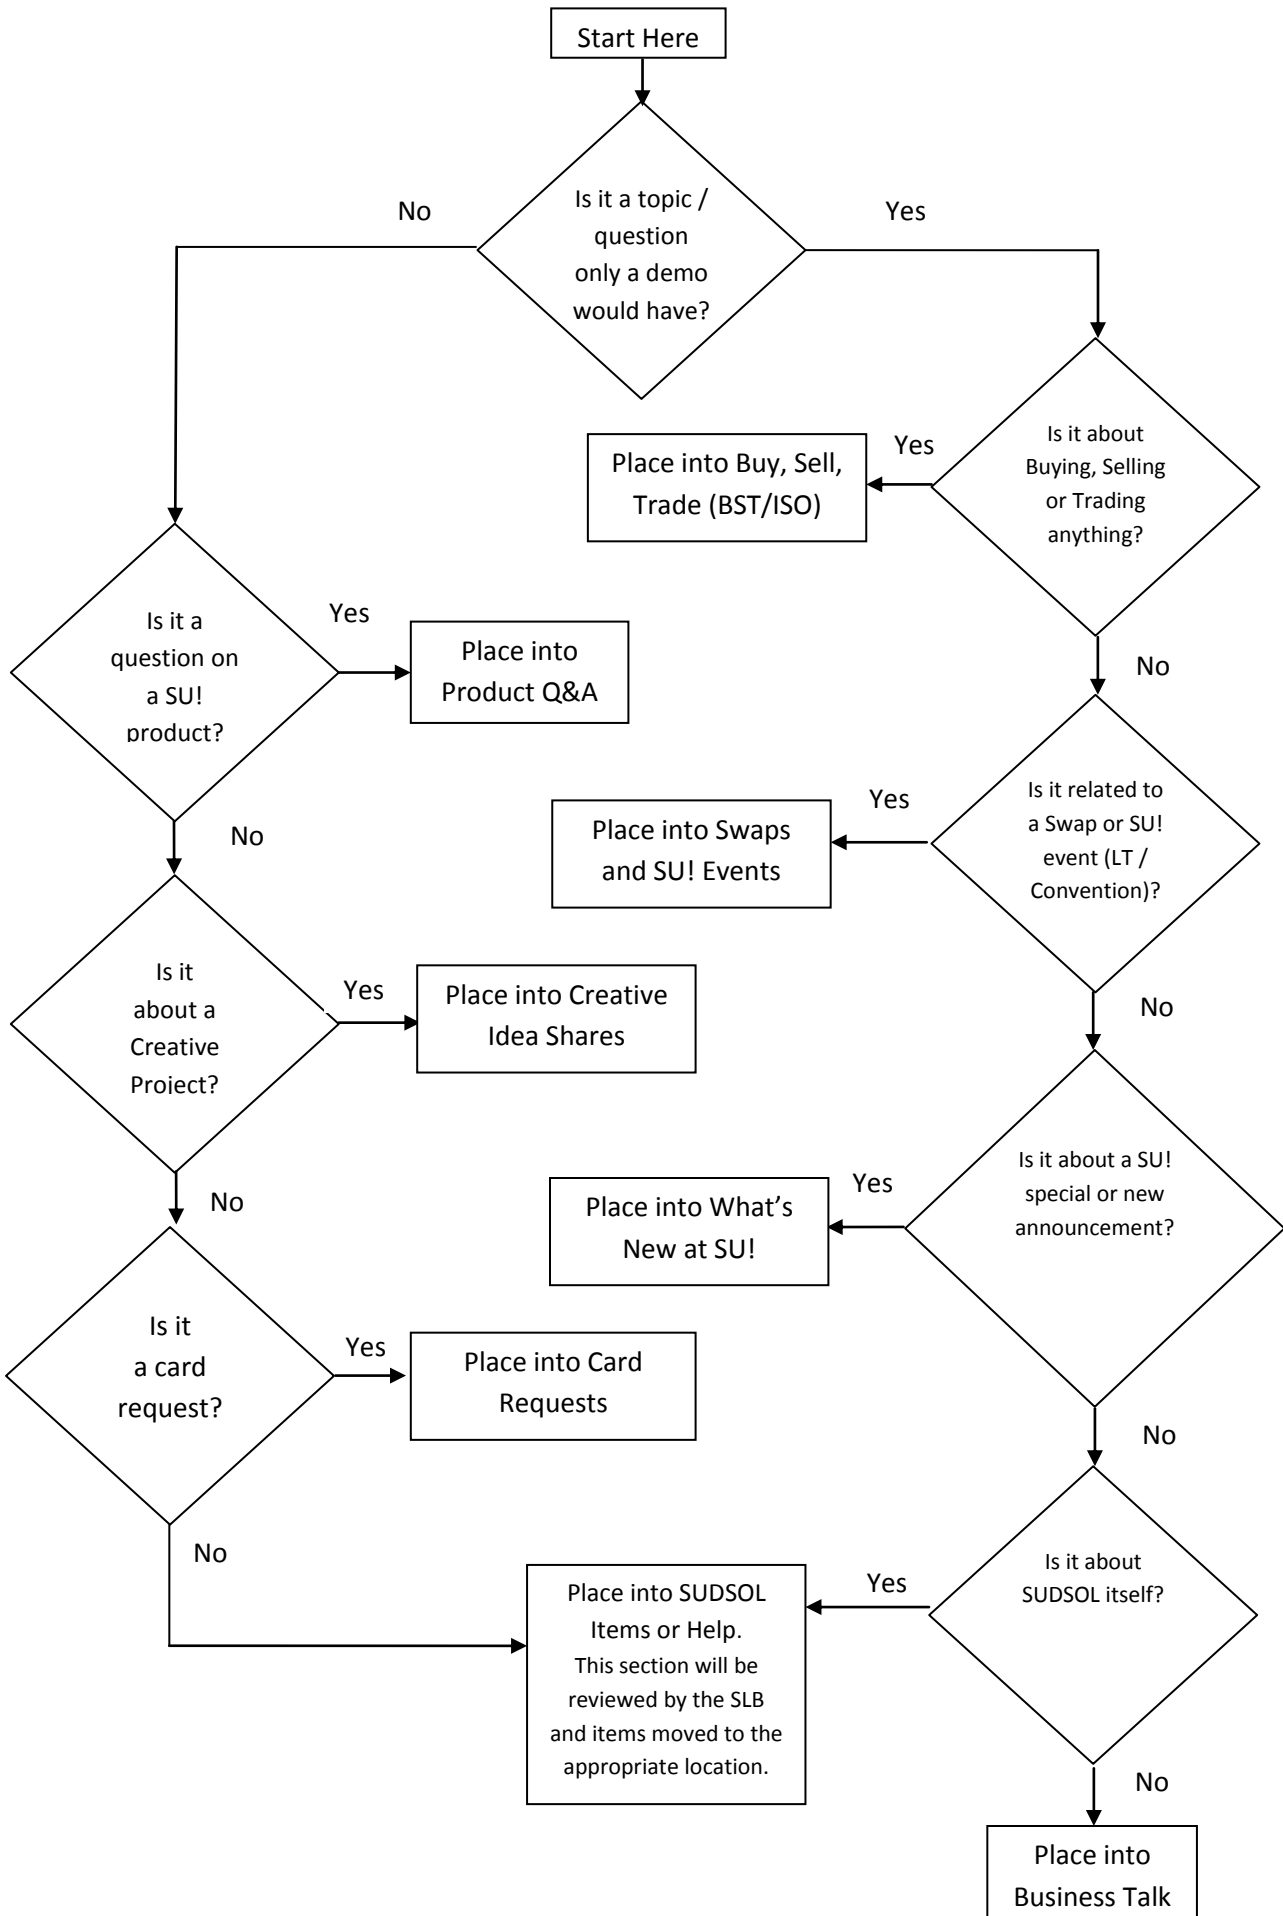 Start Here
No
Is it a topic /
question
only a demo
would have?
Yes
Is it about
Buying, Selling
or Trading
anything?
Yes
Place into Buy, Sell,
Trade (BST/ISO)
No
Is it a
question on
a SU!
product?
Yes
Place into
Product Q&A
No
Is it related to
a Swap or SU!
event (LT /
Convention)?
Yes
Place into Swaps
and SU! Events
No
Is it
about a
Creative
Project?
Yes
Place into Creative
Idea Shares
No
Is it about a SU!
special or new
announcement?
Yes
Place into What’s
New at SU!
No
Is it
a card
request?
Yes
Place into Card
Requests
No
Is it about
SUDSOL itself?
Yes
Place into SUDSOL
Items or Help.
This section will be
reviewed by the SLB
and items moved to the
appropriate location.
No
Place into
Business Talk